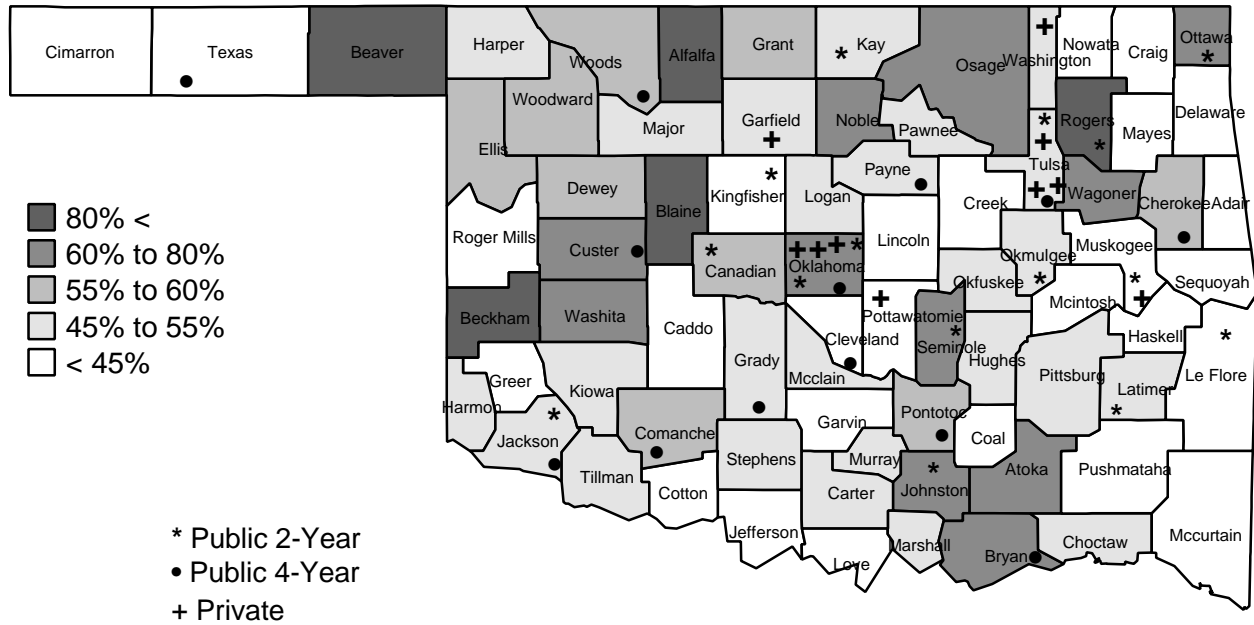 Cimarron
Texas
Beaver
Harper
Woods
Alfalfa
Grant
Kay
Osage
Washington
Nowata
Craig
Ottawa
Woodward
Major
Garfield
Noble
Pawnee
Rogers
Mayes
Delaware
Ellis
Dewey
Blaine
Kingfisher
Logan
Payne
Tulsa
Creek
Wagoner
Cherokee
Adair
Roger Mills
Custer
Canadian
Oklahoma
Lincoln
Okmulgee
Muskogee
Okfuskee
Sequoyah
Beckham
Washita
Caddo
Cleveland
Pottawatomie
Seminole
Mcintosh
Haskell
Hughes
Greer
Kiowa
Grady
Mcclain
Pittsburg
Latimer
Le Flore
Harmon
Jackson
Comanche
Garvin
Pontotoc
Coal
Tillman
Cotton
Stephens
Murray
Carter
Johnston
Atoka
Pushmataha
Jefferson
Love
Marshall
Bryan
Choctaw
Mccurtain
80% <
60% to 80%
55% to 60%
45% to 55%
< 45%
* Public 2-Year
• Public 4-Year
+ Private